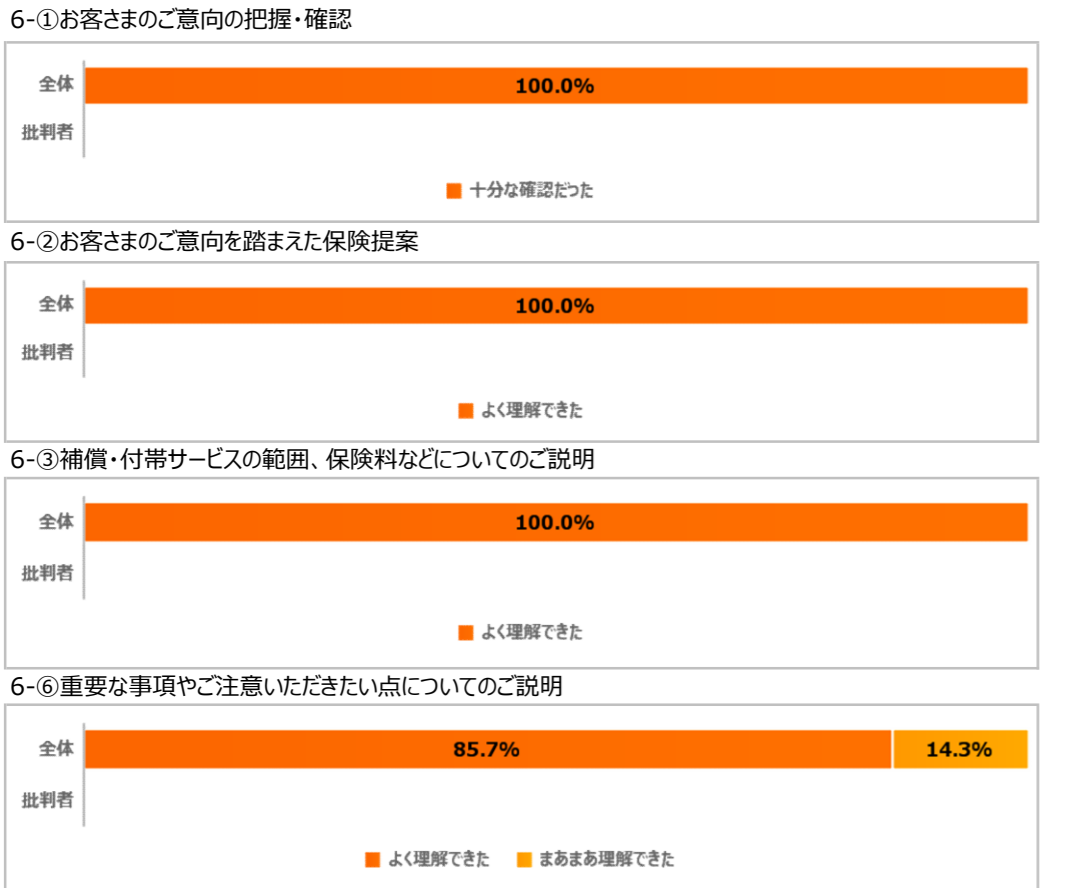 6-①お客さまのご意向の把握・確認
全体
100.0%
批判者
十分な確認だった
6-②お客さまのご意向を踏まえた保険提案
全体
100.0%
批判者
よく理解できた
6-③補償・付帯サービスの範囲、保険料などについてのご説明
全体
100.0%
批判者
よく理解できた
6-⑥重要な事項やご注意いただきたい点についてのご説明
全体
85.7%
14.3%
批判者
よく理解できた
まあまあ理解できた